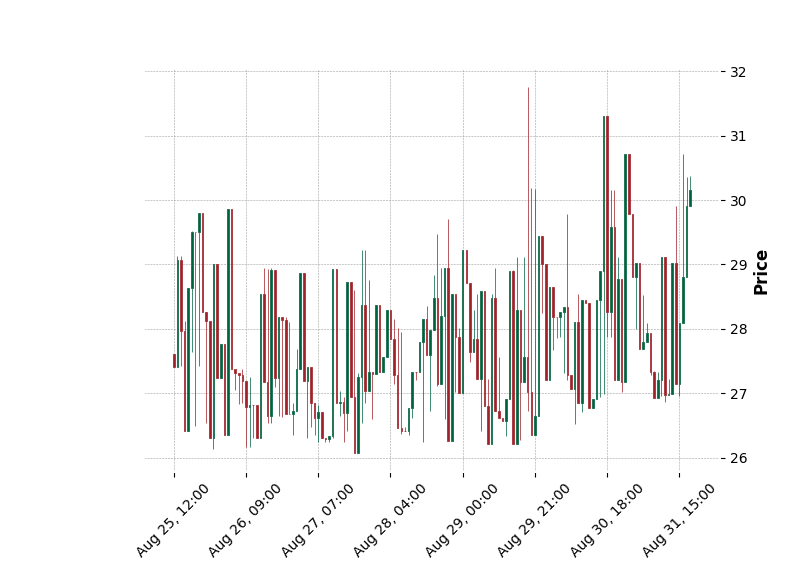 32
31
30
29
28
27
26
Price
Aug 25, 12:00
Aug 26, 09:00
Aug 27, 07:00
Aug 28, 04:00
Aug 29, 00:00
Aug 29, 21:00
Aug 30, 18:00
Aug 31, 15:00